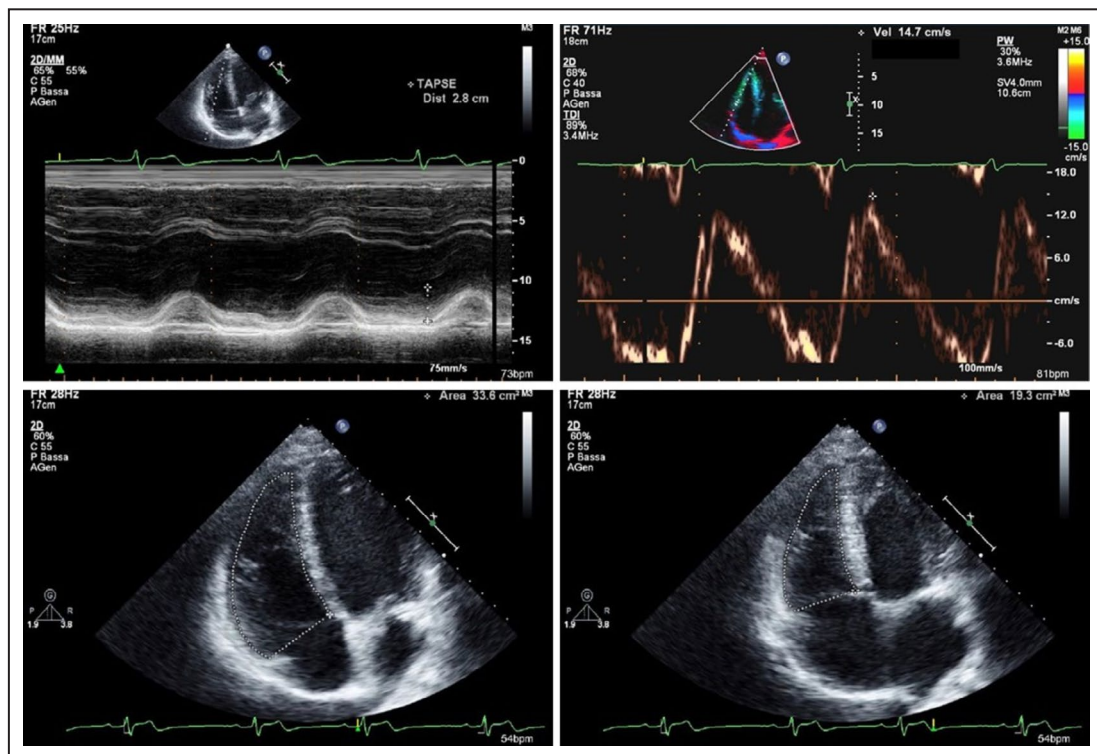 FR 25Hz
17cm
M3
2D/MM
65% 55%
C 55
P Bassa
AGen
P
x
TAPSE
Dist 2.8 cm
0
5
10
15
75mm/s
73bpm
FR 71Hz
18cm
Vel 14.7 cm/s
M2 M6
2D
68%
C 40
P Bassa
AGen
TDI
89%
3.4MHz
P
x
5
10
15
PW
30%
3.6MHz
SV4.0mm
10.6cm
+15.0
-15.0
cm/s
18.0
12.0
6.0
cm/s
-6.0
100mm/s
81bpm
FR 28Hz
17cm
Area 33.6 cm² M3
2D
60%
C 55
P Bassa
AGen
P
x
G
P R
1.9 3.8
54bpm
FR 28Hz
17cm
Area 19.3 cm² M3
2D
60%
C 55
P Bassa
AGen
P
x
G
P R
1.9 3.8
54bpm